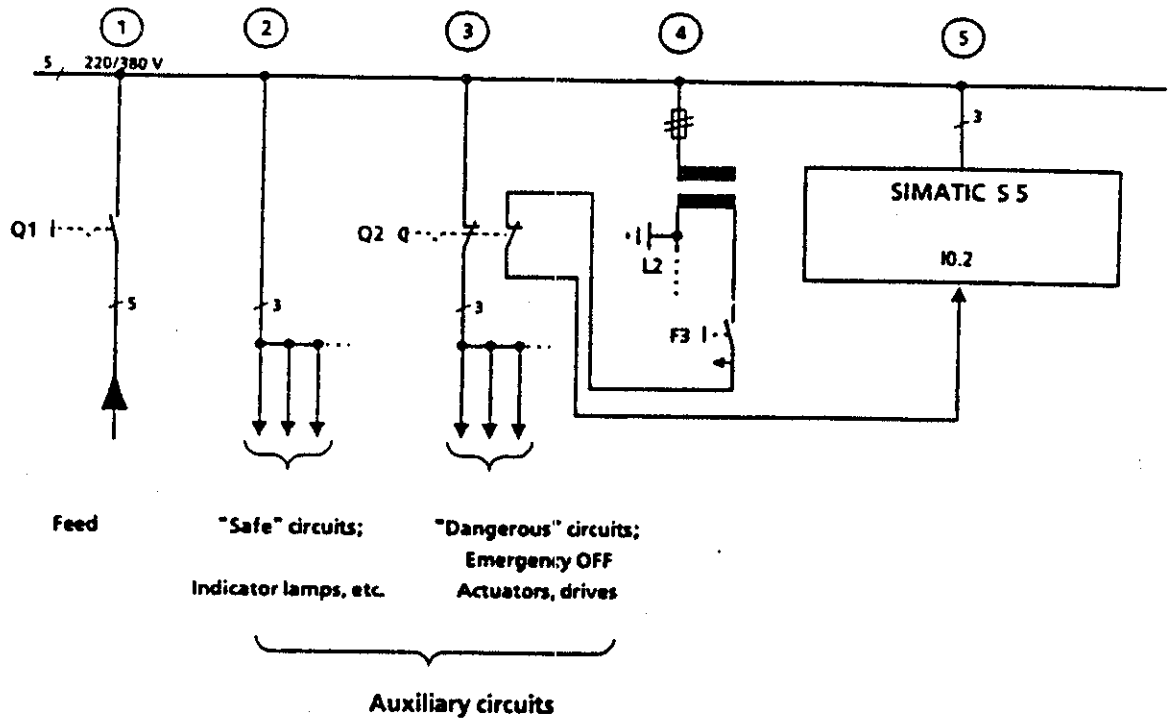 1
2
3
4
5
5 220/380 V
3
SIMATIC S 5
I0.2
Q1
Q2
L2
5
3
3
F3
Feed
"Safe" circuits;
"Dangerous" circuits;
Emergency OFF
Indicator lamps, etc.
Actuators, drives
Auxiliary circuits